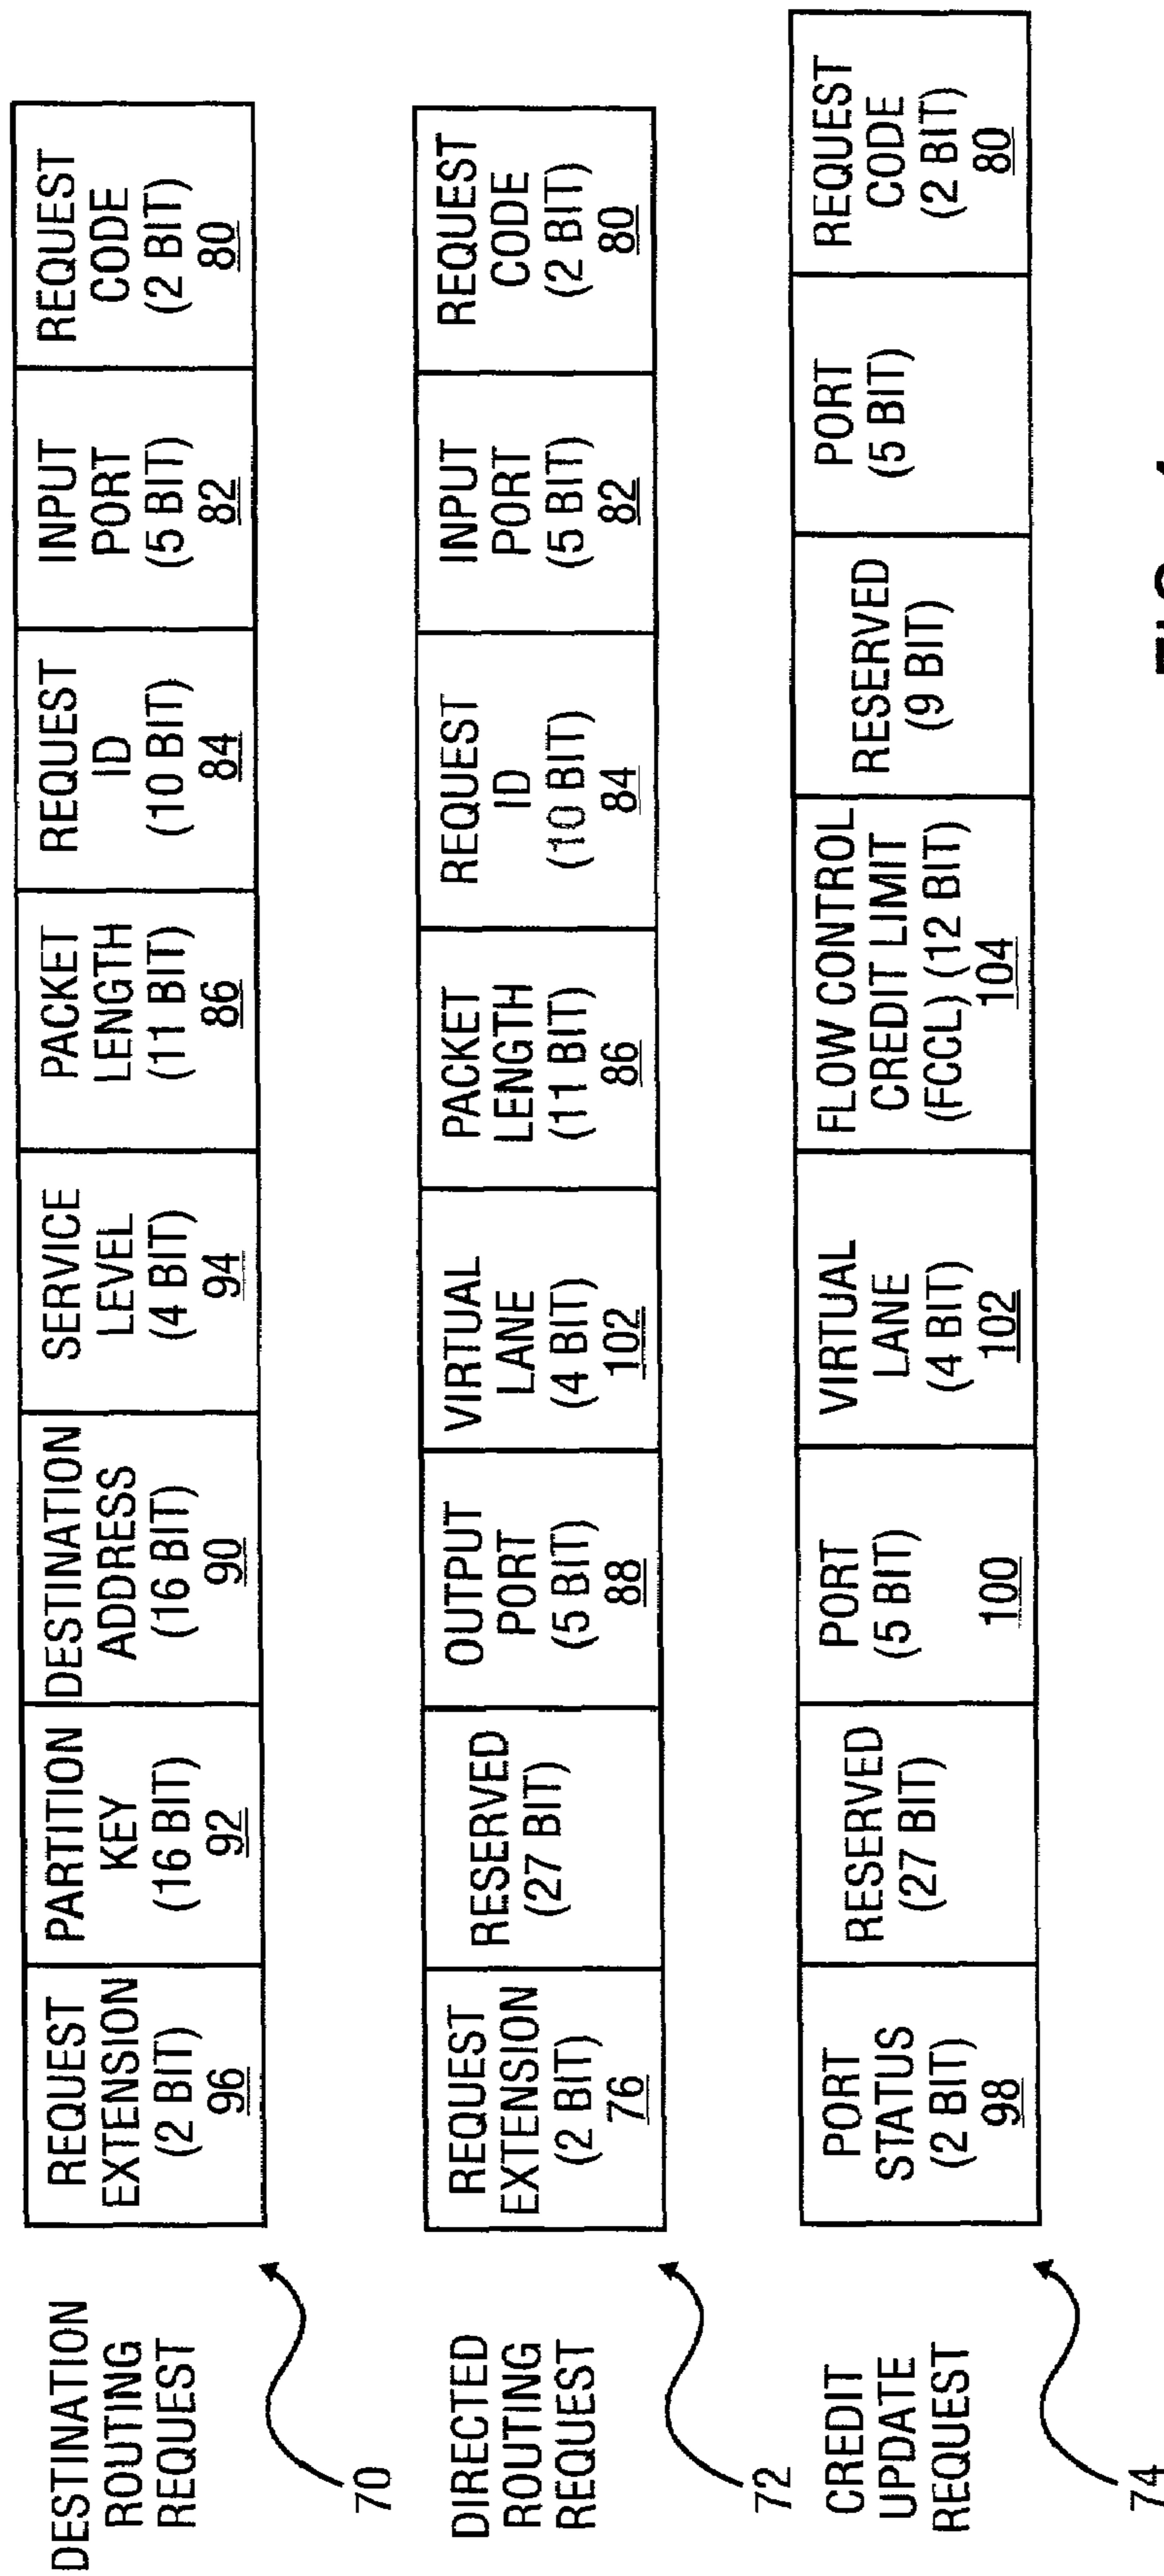 DESTINATION
ROUTING
REQUEST
70
REQUEST
EXTENSION
(2 BIT)
96
PARTITION
KEY
(16 BIT)
92
DESTINATION
ADDRESS
(16 BIT)
90
SERVICE
LEVEL
(4 BIT)
94
PACKET
LENGTH
(11 BIT)
86
REQUEST
ID
(10 BIT)
84
INPUT
PORT
(5 BIT)
82
REQUEST
CODE
(2 BIT)
80
DIRECTED
ROUTING
REQUEST
72
REQUEST
EXTENSION
(2 BIT)
76
RESERVED
(27 BIT)
OUTPUT
PORT
(5 BIT)
88
VIRTUAL
LANE
(4 BIT)
102
PACKET
LENGTH
(11 BIT)
86
REQUEST
ID
(10 BIT)
84
INPUT
PORT
(5 BIT)
82
REQUEST
CODE
(2 BIT)
80
CREDIT
UPDATE
REQUEST
74
PORT
STATUS
(2 BIT)
98
RESERVED
(27 BIT)
PORT
(5 BIT)
100
VIRTUAL
LANE
(4 BIT)
102
FLOW CONTROL
CREDIT LIMIT
(FCCL) (12 BIT)
104
RESERVED
(9 BIT)
PORT
(5 BIT)
REQUEST
CODE
(2 BIT)
80